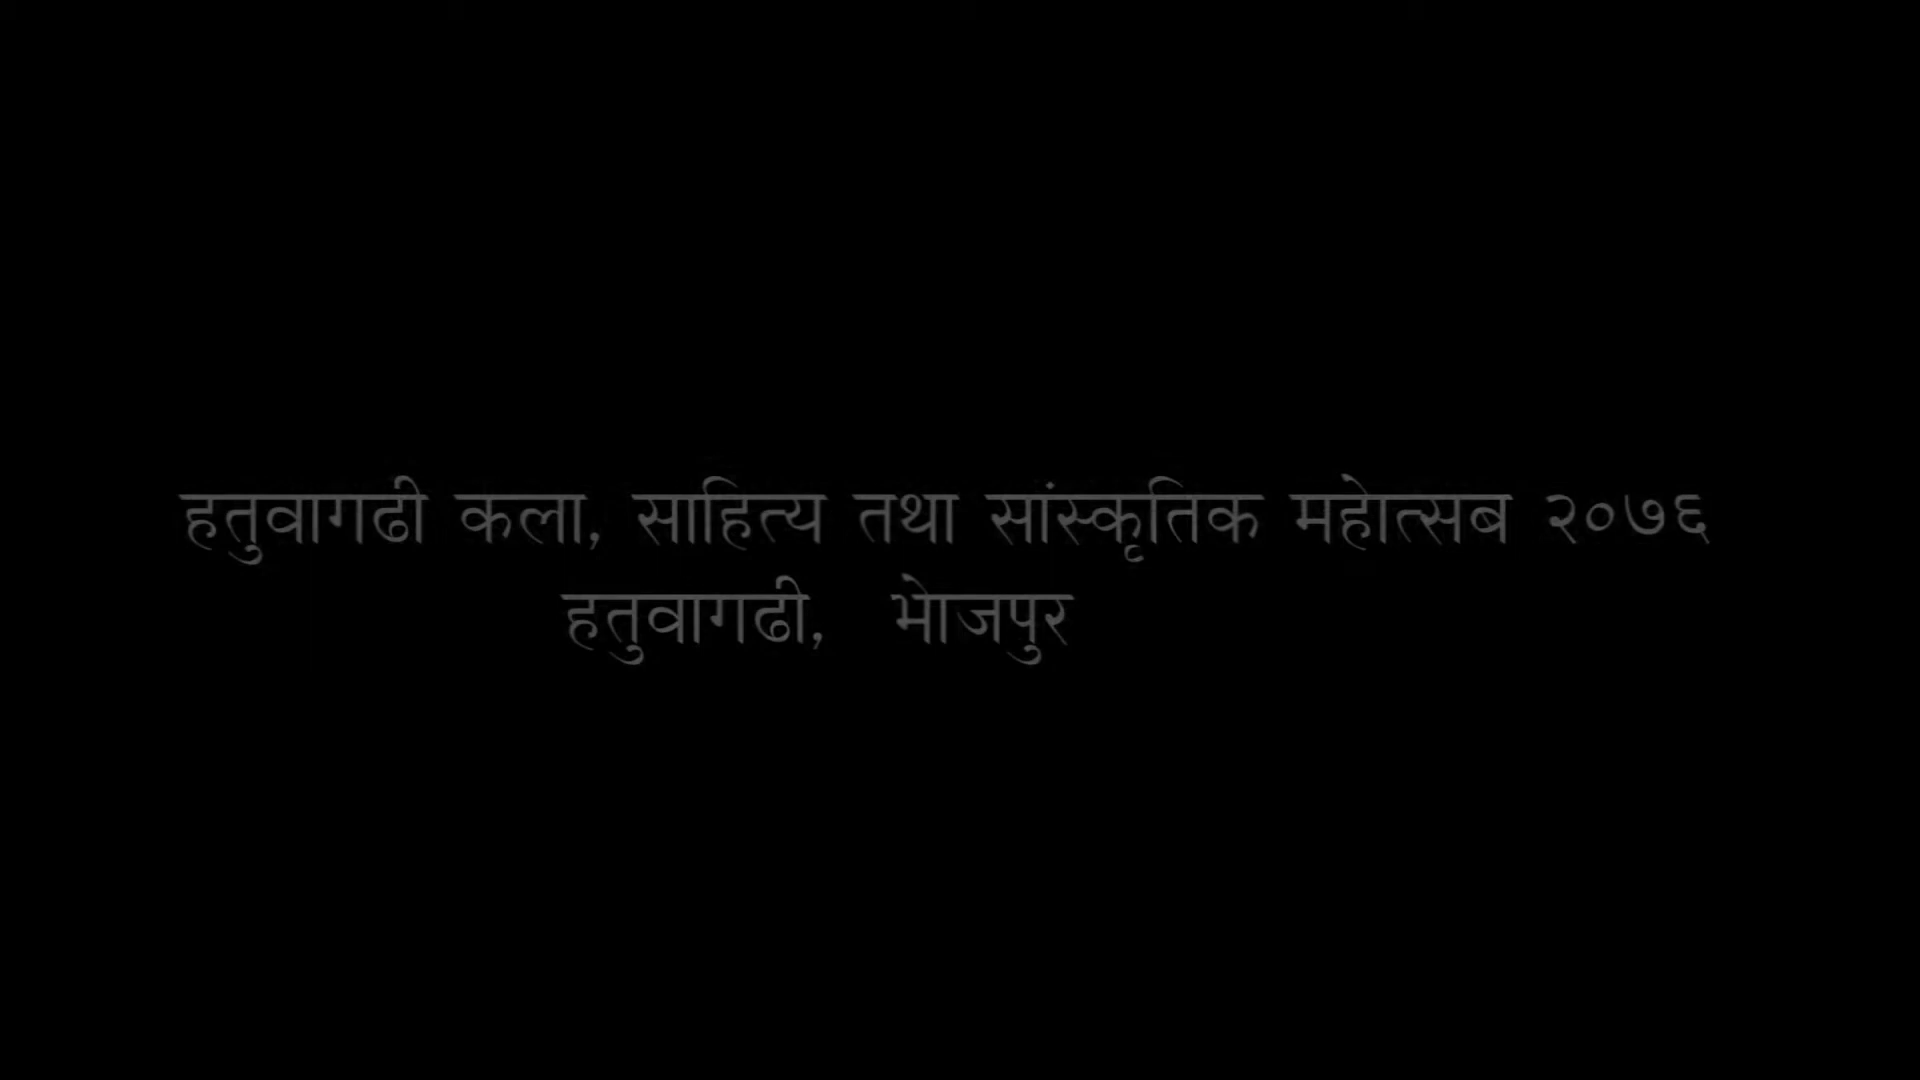 हतुवागढी कला, साहित्य तथा सांस्कृतिक महोत्सब २०७६
हतुवागढी, भोजपुर